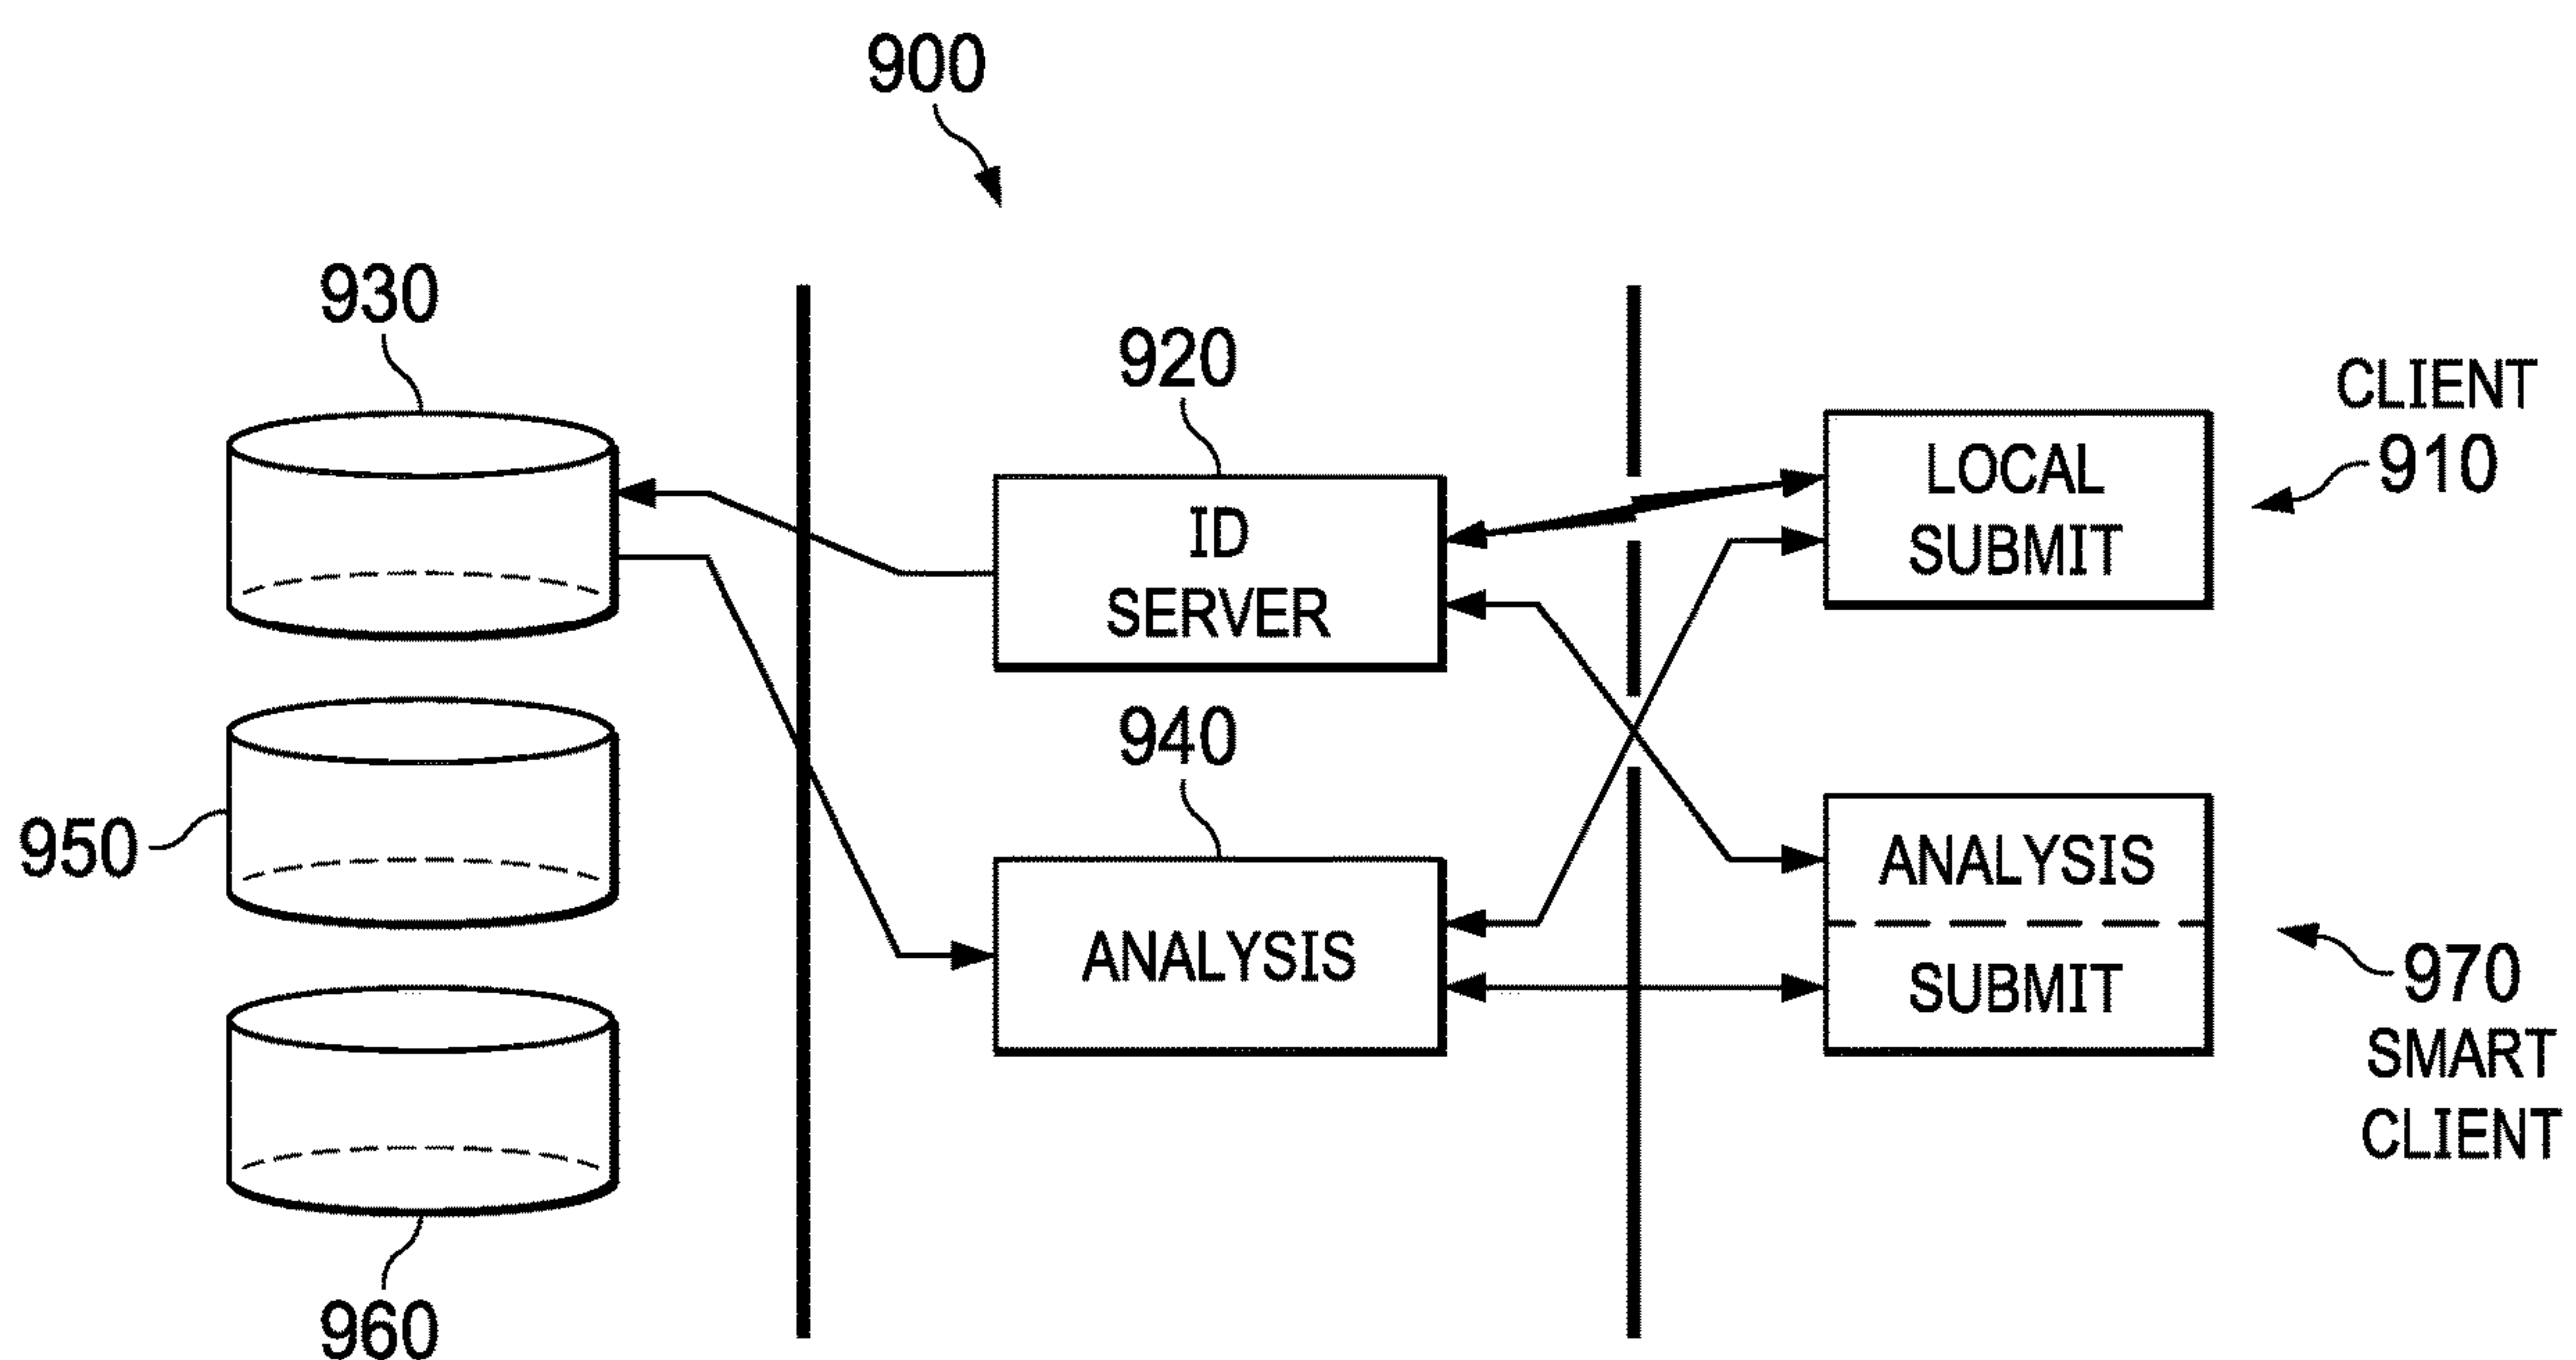 900
930
920
CLIENT
910
LOCAL
SUBMIT
ID
SERVER
940
950
ANALYSIS
SUBMIT
ANALYSIS
970
SMART
CLIENT
960